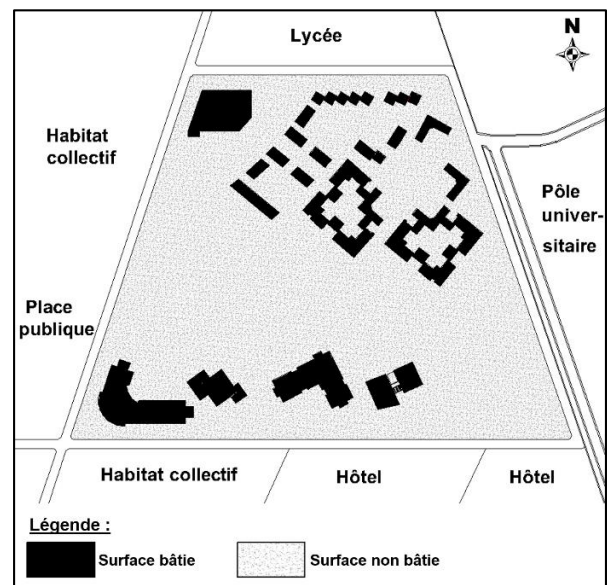 Lycée
N
Habitat
collectif
Pôle
univer-
sitaire
Place
publique
Habitat collectif
Hôtel
Hôtel
Légende :
Surface bâtie
Surface non bâtie